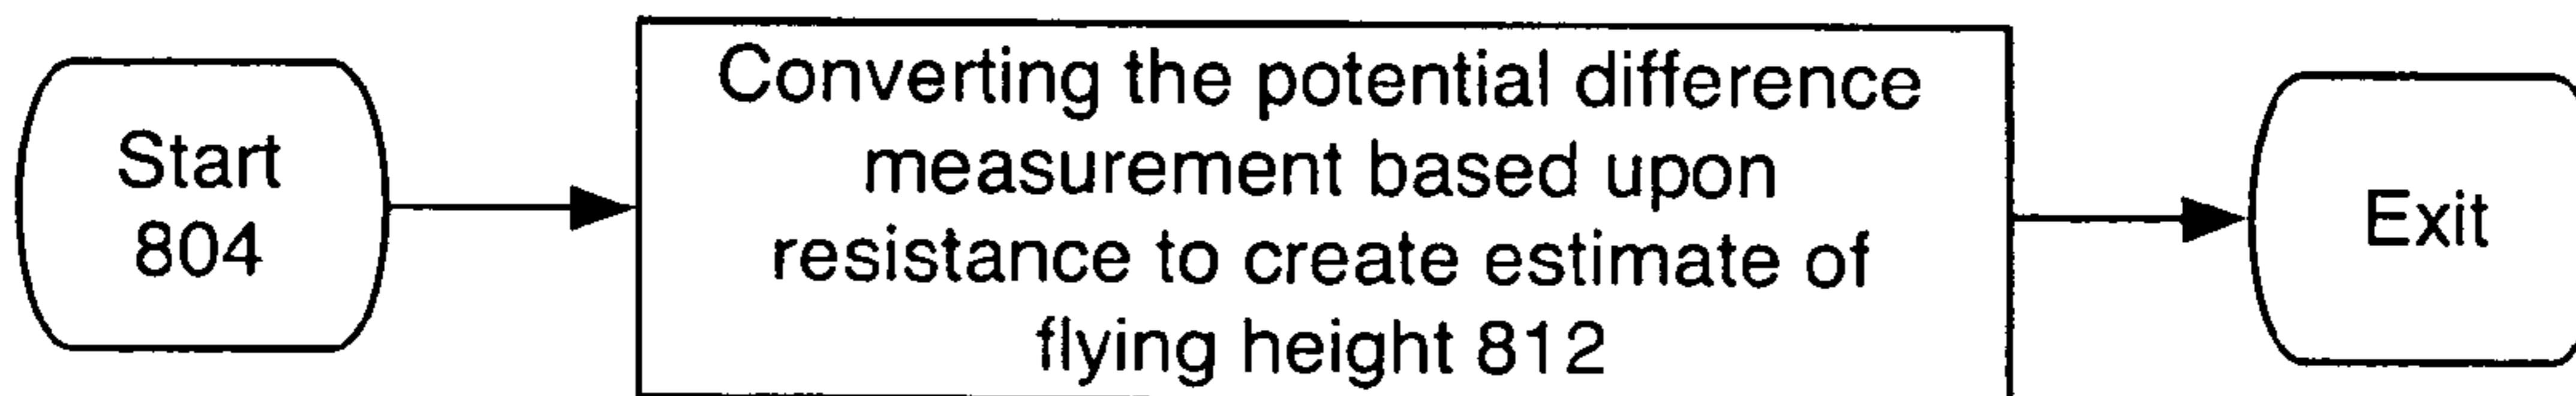 Start
804
Converting the potential difference
measurement based upon
resistance to create estimate of
flying height 812
Exit